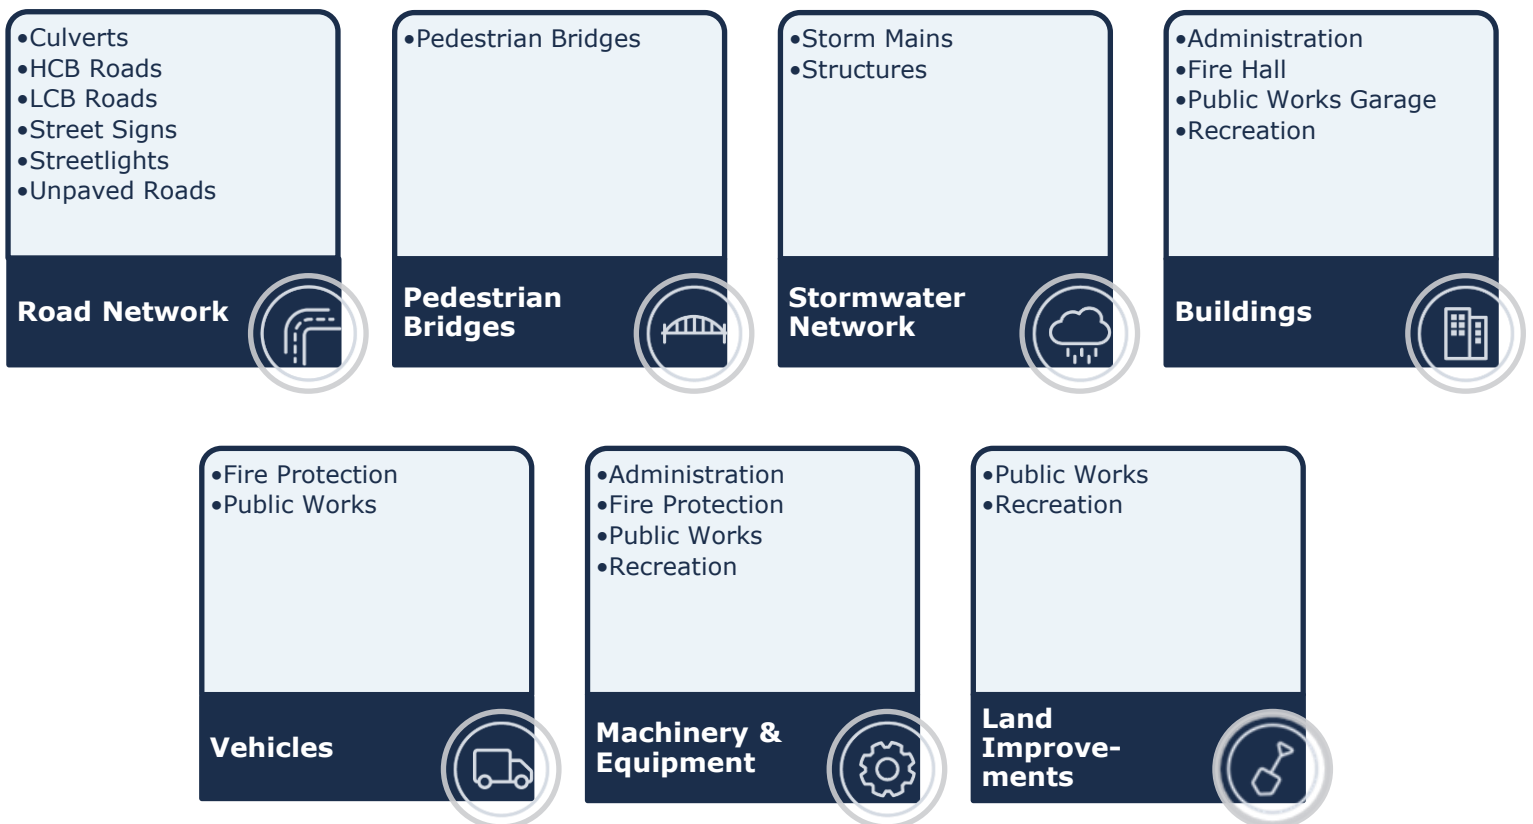 •Culverts
•HCB Roads
•LCB Roads
•Street Signs
•Streetlights
•Unpaved Roads
Road Network
•Pedestrian Bridges
Pedestrian
Bridges
•Storm Mains
•Structures
Stormwater
Network
•Administration
•Fire Hall
•Public Works Garage
•Recreation
Buildings
•Fire Protection
•Public Works
Vehicles
•Administration
•Fire Protection
•Public Works
•Recreation
Machinery &
Equipment
•Public Works
•Recreation
Land
Improve-
ments